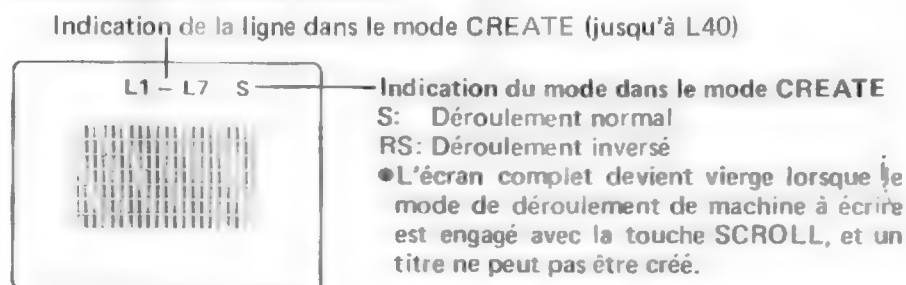 Indication de la ligne dans le mode CREATE (jusqu'à L40)
L1 – L7 S
Indication du mode dans le mode CREATE
S: Déroulement normal
RS: Déroulement inversé
●L'écran complet devient vierge lorsque le
mode de déroulement de machine à écrire
est engagé avec la touche SCROLL, et un
titre ne peut pas être créé.